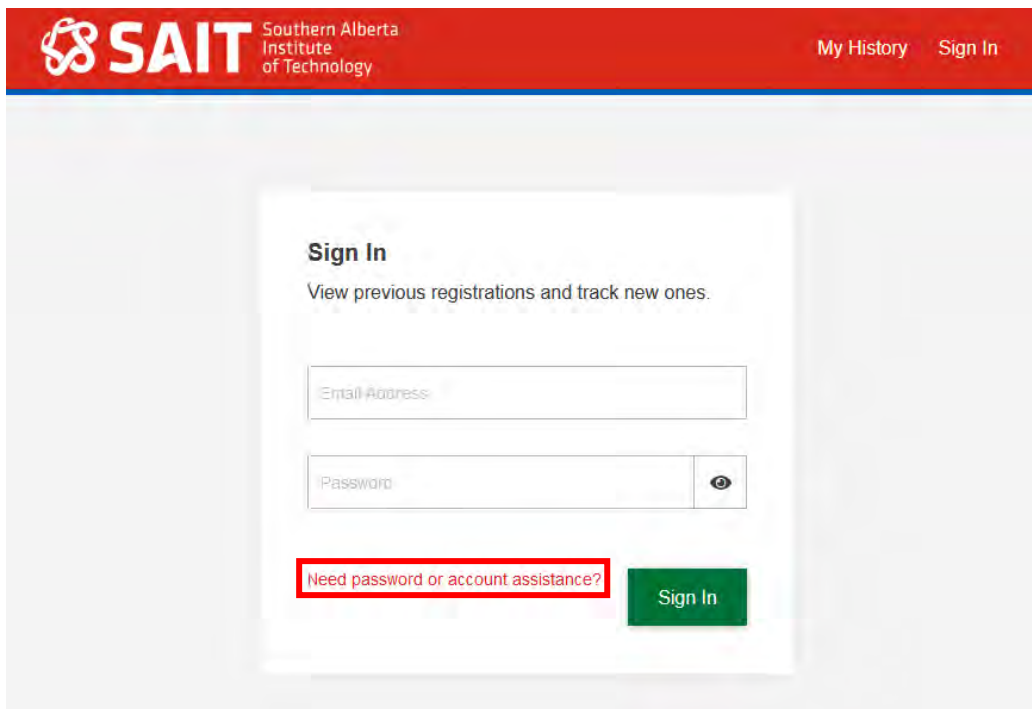 SAIT
Southern Alberta
Institute
of Technology
My History
Sign In
Sign In
View previous registrations and track new ones.
Email Address
Password
Need password or account assistance?
Sign In